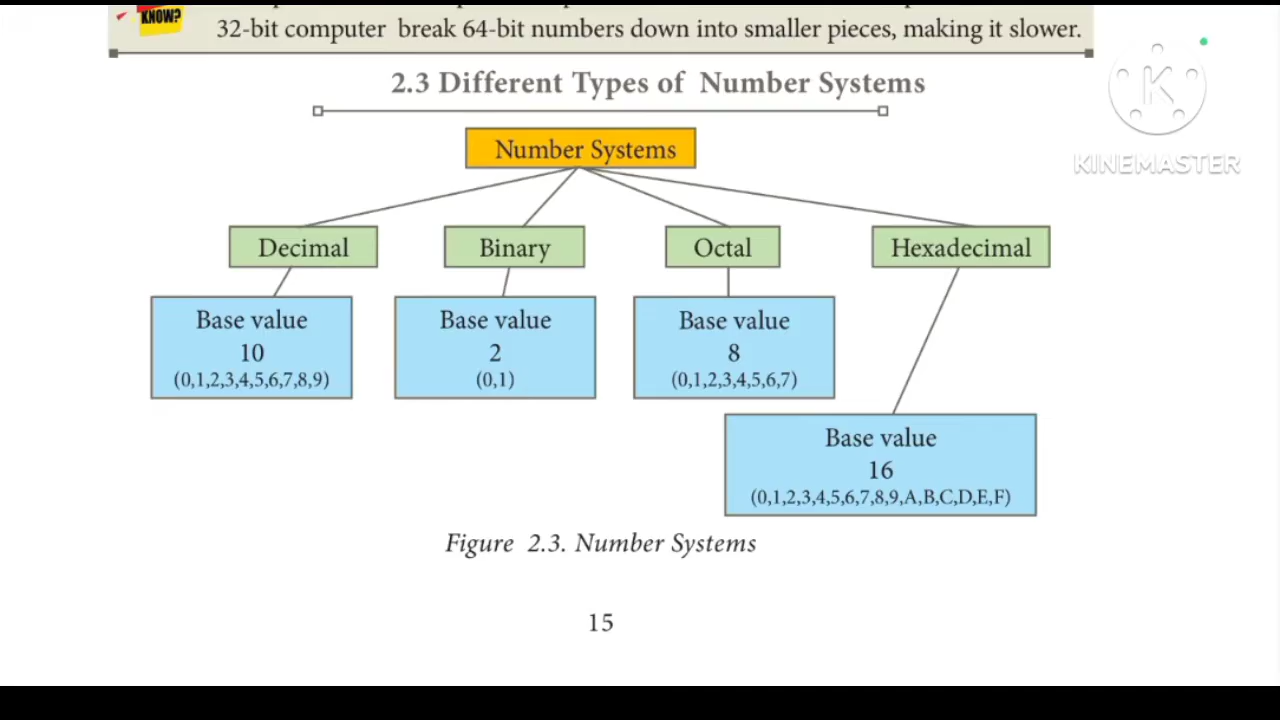 KNOW?
32-bit computer break 64-bit numbers down into smaller pieces, making it slower.
2.3 Different Types of Number Systems
K
KINEMASTER
Number Systems
Decimal
Binary
Octal
Hexadecimal
Base value
10
(0,1,2,3,4,5,6,7,8,9)
Base value
2
(0,1)
Base value
8
(0,1,2,3,4,5,6,7)
Base value
16
(0,1,2,3,4,5,6,7,8,9,A,B,C,D,E,F)
Figure 2.3. Number Systems
15